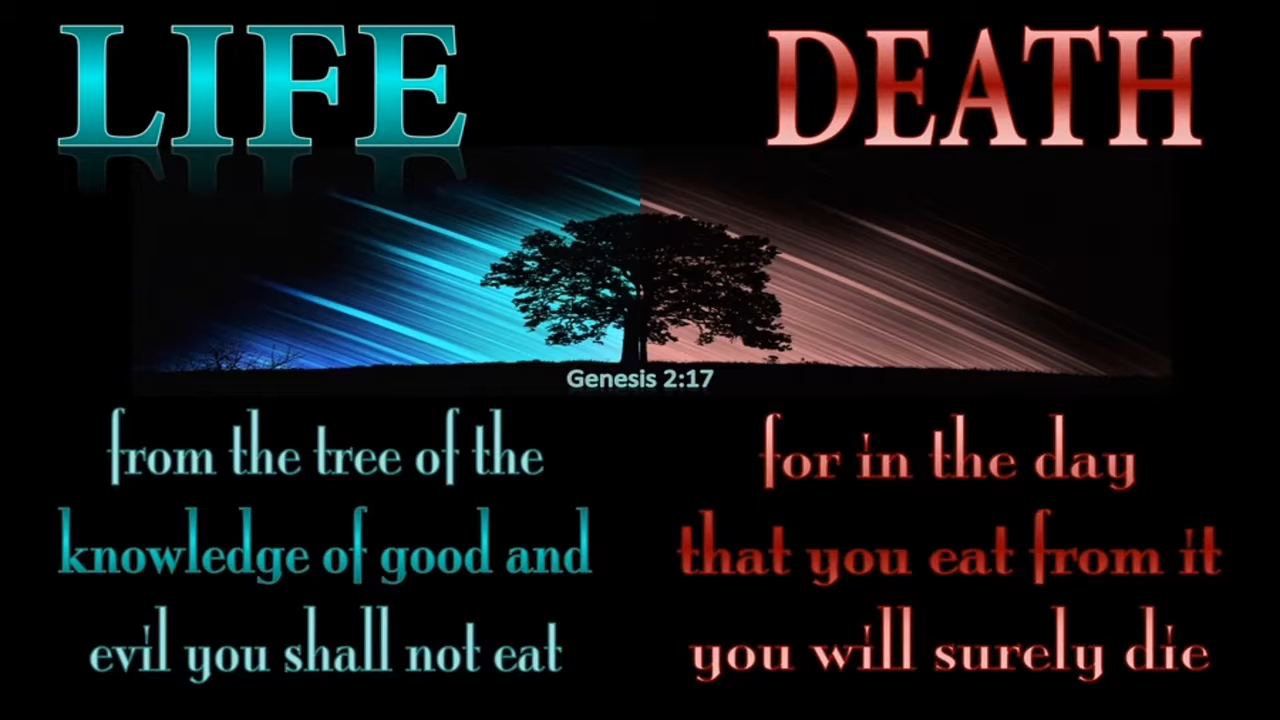 LIFE
DEATH
Genesis 2:17
from the tree of the
knowledge of good and
evil you shall not eat
for in the day
that you eat from it
you will surely die